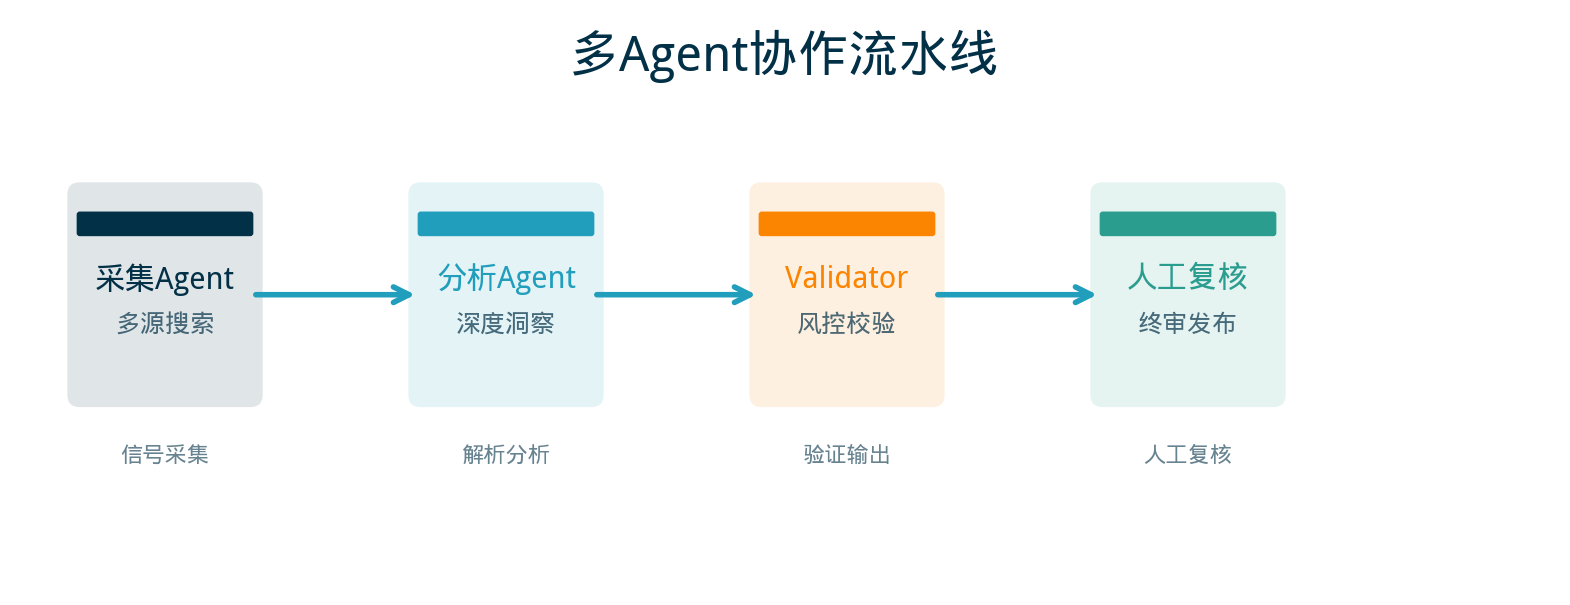 多Agent协作流水线
采集Agent
多源搜索
信号采集
分析Agent
深度洞察
解析分析
Validator
风控校验
验证输出
人工复核
终审发布
人工复核